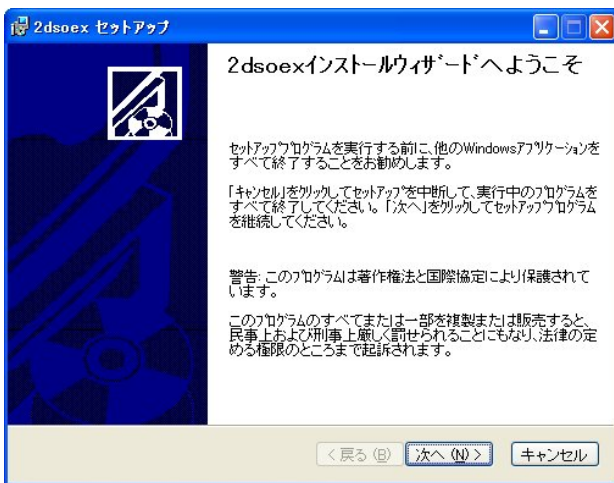 2dsoex セットアップ
2dsoexインストールウィザードへようこそ
セットアッププログラムを実行する前に、他のWindowsアプリケーションを
すべて終了することをお勧めします。
「キャンセル」をクリックしてセットアップを中断して、実行中のプログラムを
すべて終了してください。「次へ」をクリックしてセットアッププログラム
を継続してください。
警告: このプログラムは著作権法と国際協定により保護されて
います。
このプログラムのすべてまたは一部を複製または販売すると、
民事上および刑事上厳しく罰せられることにもなり、法律の定
める極限のところまで起訴されます。
< 戻る (B) 次へ (N) > キャンセル